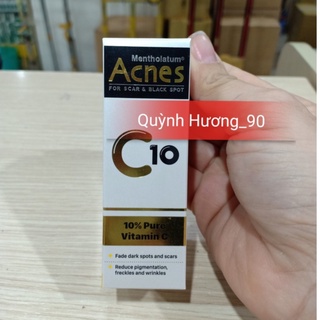 Mentholatum®
Acnes
FOR SCAR & BLACK SPOT
Quỳnh Hương_90
C10
10% Pure
Vitamin C
Fade dark spots and scars
Reduce pigmentation,
freckles and wrinkles